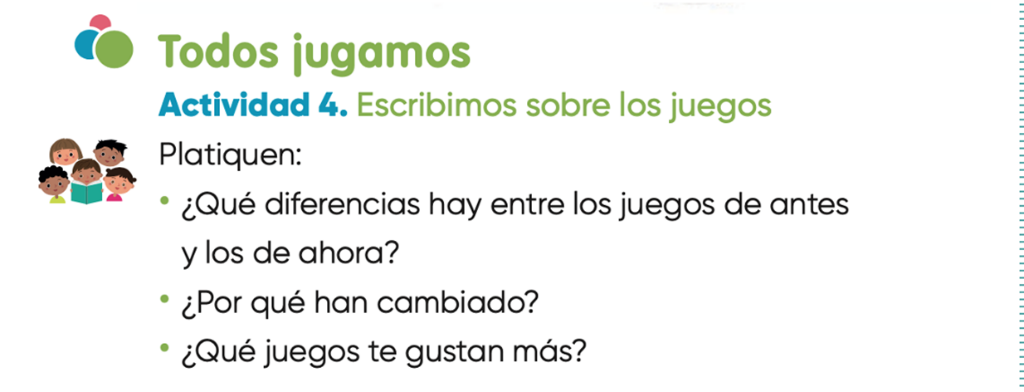 Todos jugamos
Actividad 4. Escribimos sobre los juegos
Platiquen:
• ¿Qué diferencias hay entre los juegos de antes
y los de ahora?
• ¿Por qué han cambiado?
• ¿Qué juegos te gustan más?